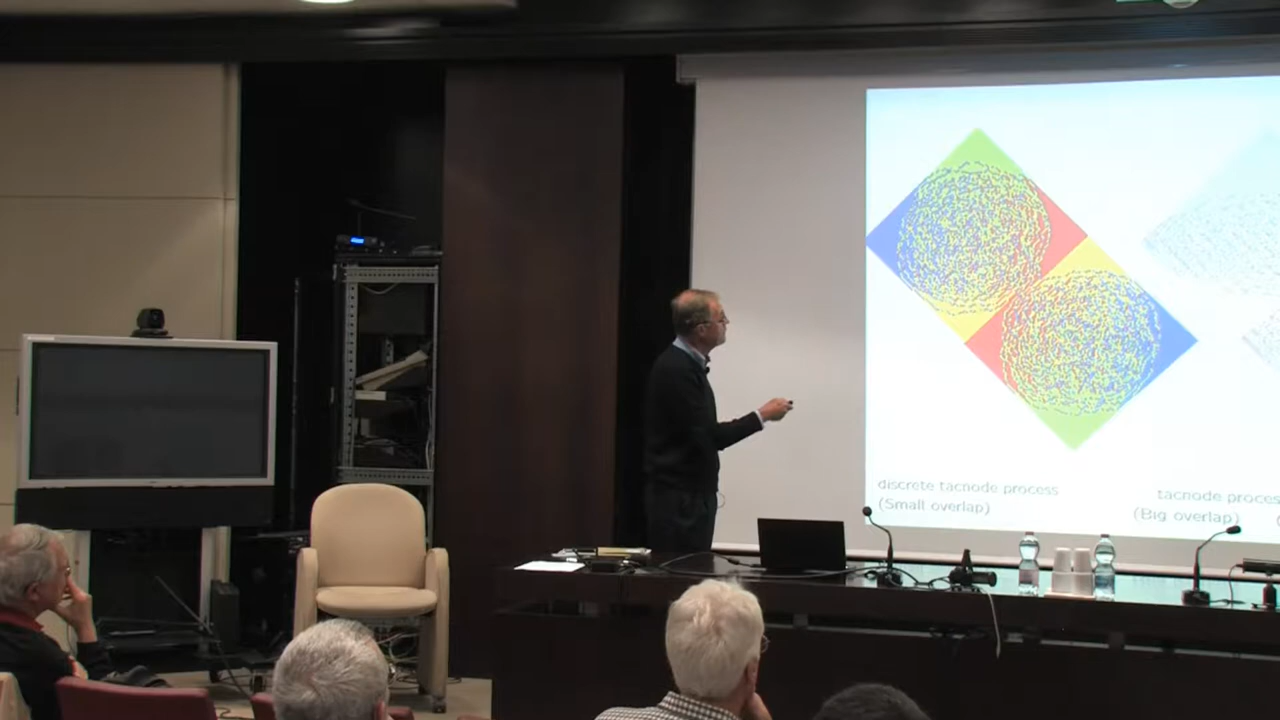 discrete tacnode process
(Small overlap)
tacnode proces
(Big overlap)